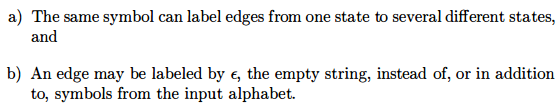 a) The same symbol can label edges from one state to several different states,
and
b) An edge may be labeled by ϵ, the empty string, instead of, or in addition
to, symbols from the input alphabet.